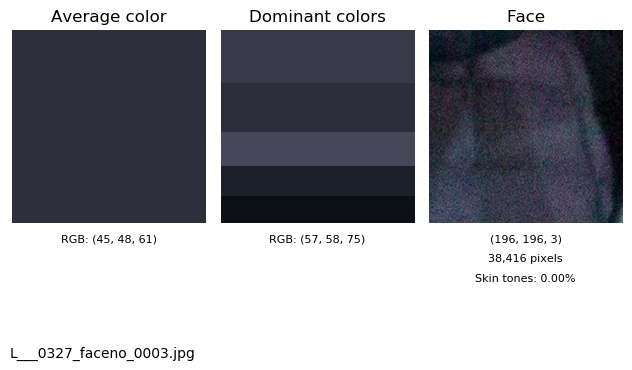 Average color
Dominant colors
Face
RGB: (45, 48, 61)
RGB: (57, 58, 75)
(196, 196, 3)
38,416 pixels
Skin tones: 0.00%
L___0327_faceno_0003.jpg